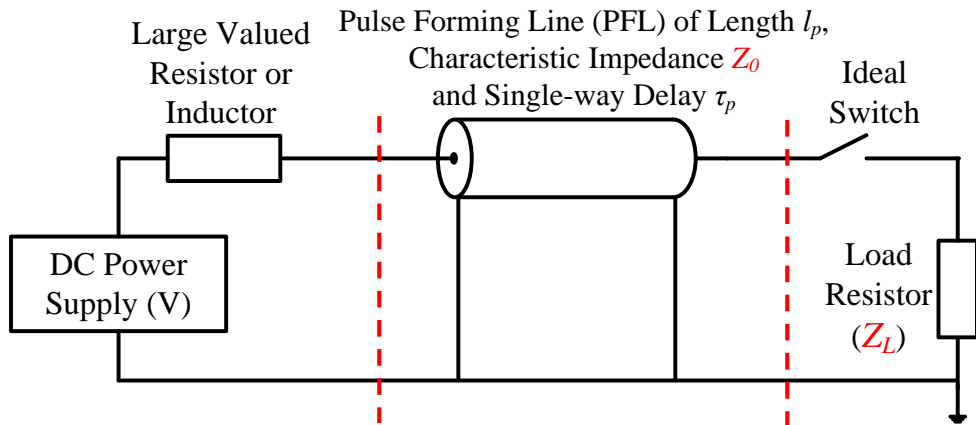 Large Valued
Resistor or
Inductor
Pulse Forming Line (PFL) of Length lp,
Characteristic Impedance Z0
and Single-way Delay τp
Ideal
Switch
DC Power
Supply (V)
Load
Resistor
(ZL)